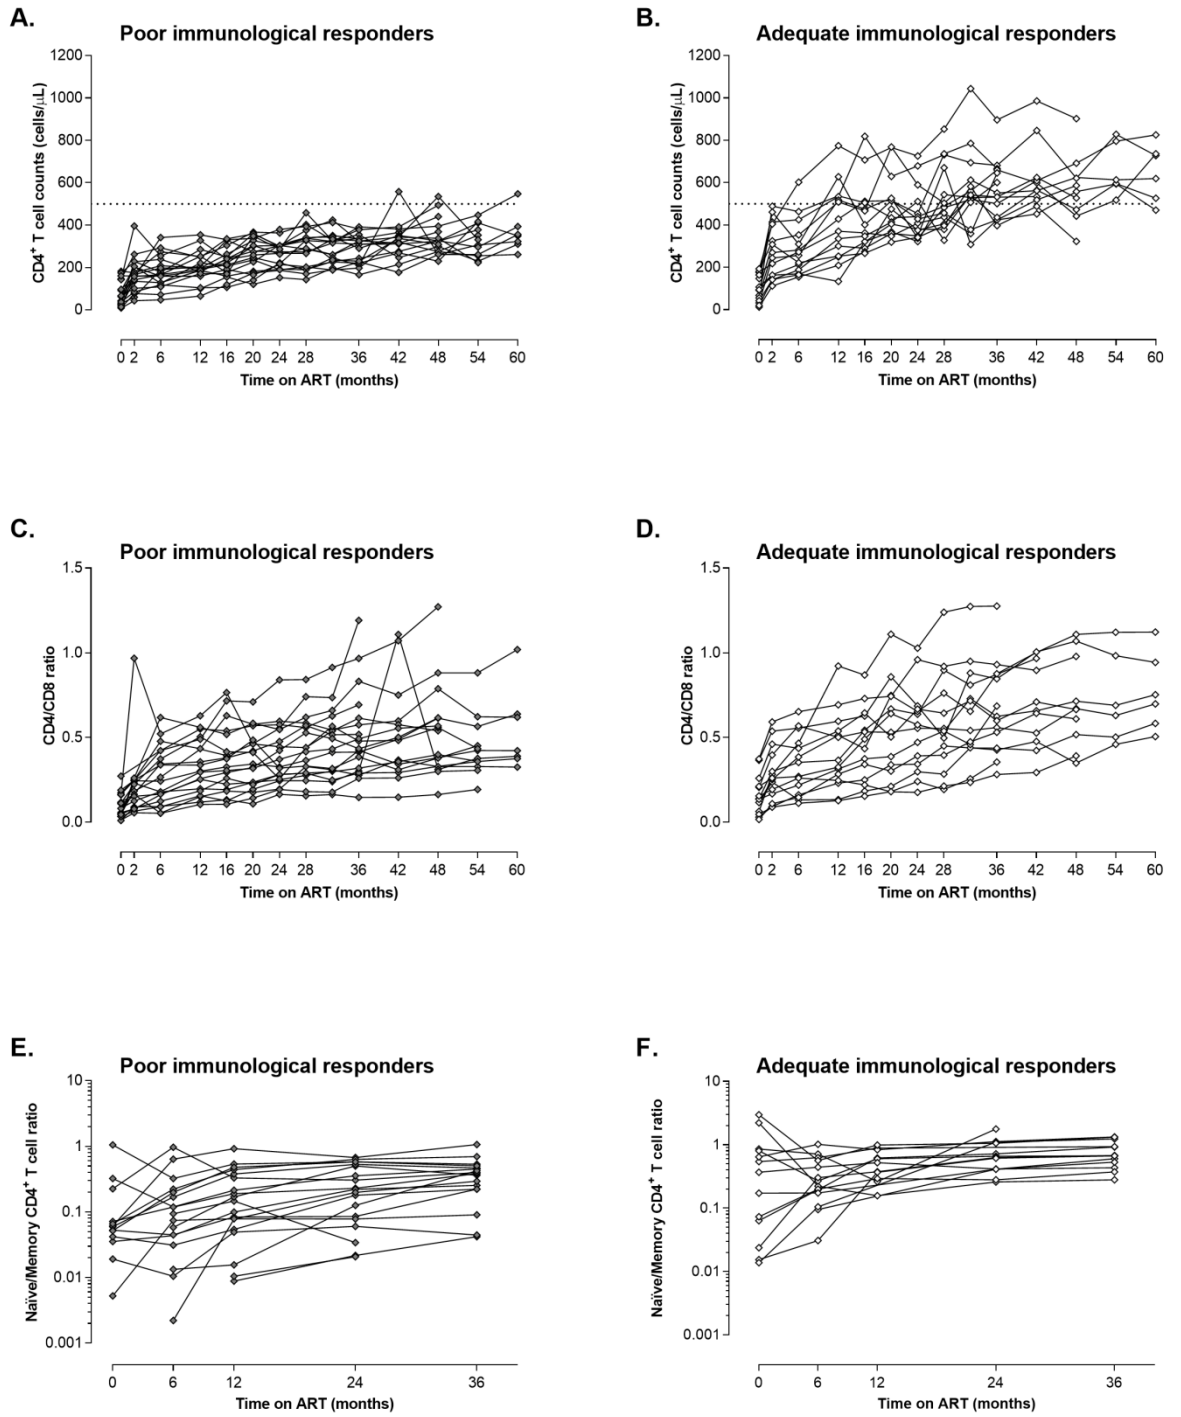 A.
Poor immunological responders
CD4⁺ T cell counts (cells/μL)
1200
1000
800
600
400
200
0
0 2 6 12 16 20 24 28 36 42 48 54 60
Time on ART (months)
B.
Adequate immunological responders
CD4⁺ T cell counts (cells/μL)
1200
1000
800
600
400
200
0
0 2 6 12 16 20 24 28 36 42 48 54 60
Time on ART (months)
C.
Poor immunological responders
CD4/CD8 ratio
1.5
1.0
0.5
0.0
0 2 6 12 16 20 24 28 36 42 48 54 60
Time on ART (months)
D.
Adequate immunological responders
CD4/CD8 ratio
1.5
1.0
0.5
0.0
0 2 6 12 16 20 24 28 36 42 48 54 60
Time on ART (months)
E.
Poor immunological responders
Naïve/Memory CD4⁺ T cell ratio
10
1
0.1
0.01
0.001
0 6 12 24 36
Time on ART (months)
F.
Adequate immunological responders
Naïve/Memory CD4⁺ T cell ratio
10
1
0.1
0.01
0.001
0 6 12 24 36
Time on ART (months)